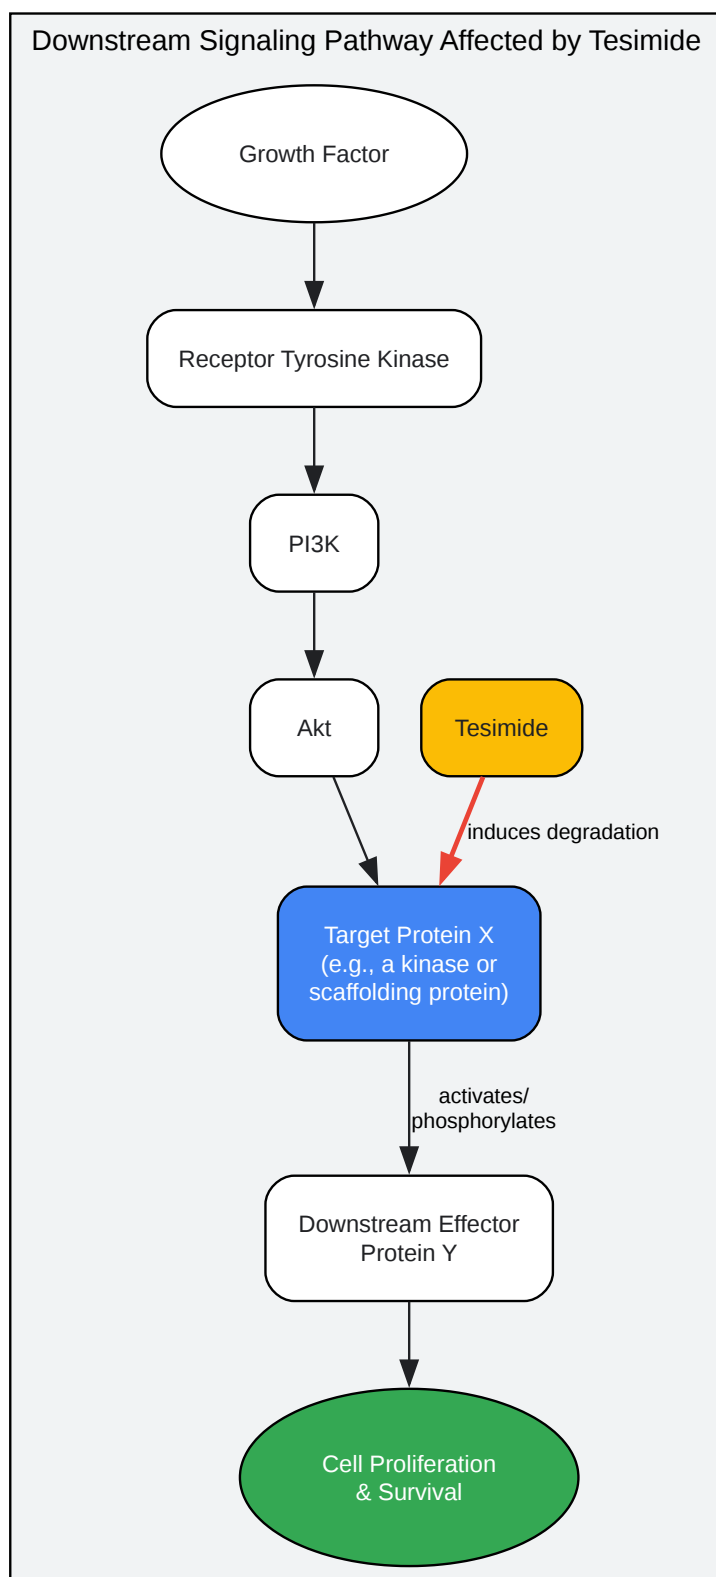 Downstream Signaling Pathway Affected by Tesimide
Growth Factor
Receptor Tyrosine Kinase
PI3K
Akt
Tesimide
induces degradation
Target Protein X
(e.g., a kinase or
scaffolding protein)
activates/
phosphorylates
Downstream Effector
Protein Y
Cell Proliferation
& Survival